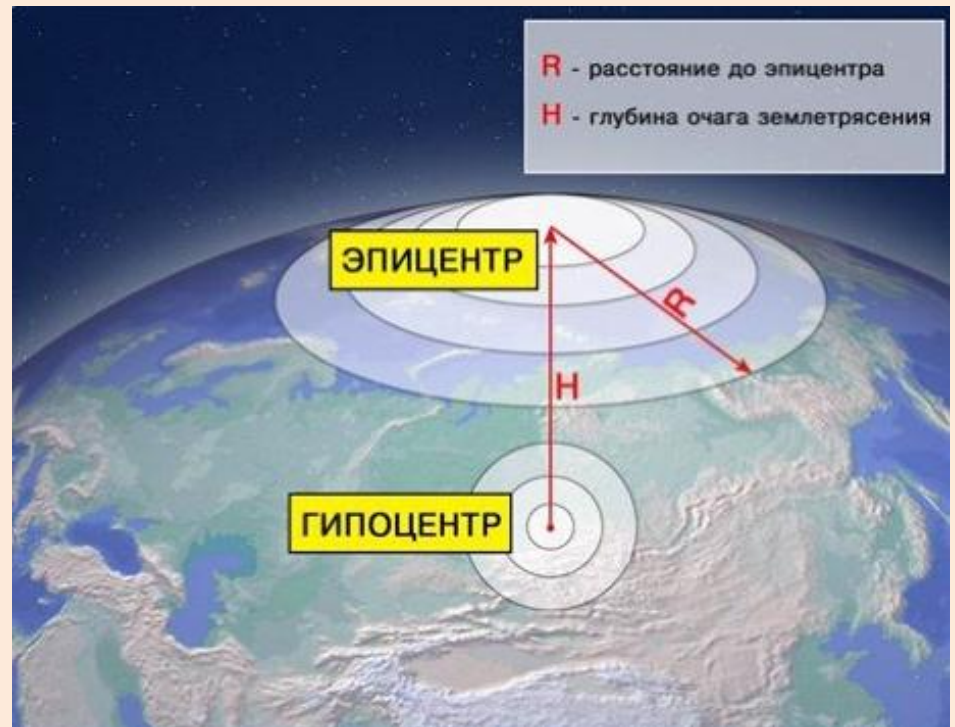 R - расстояние до эпицентра
H - глубина очага землетрясения
ЭПИЦЕНТР
R
H
ГИПОЦЕНТР